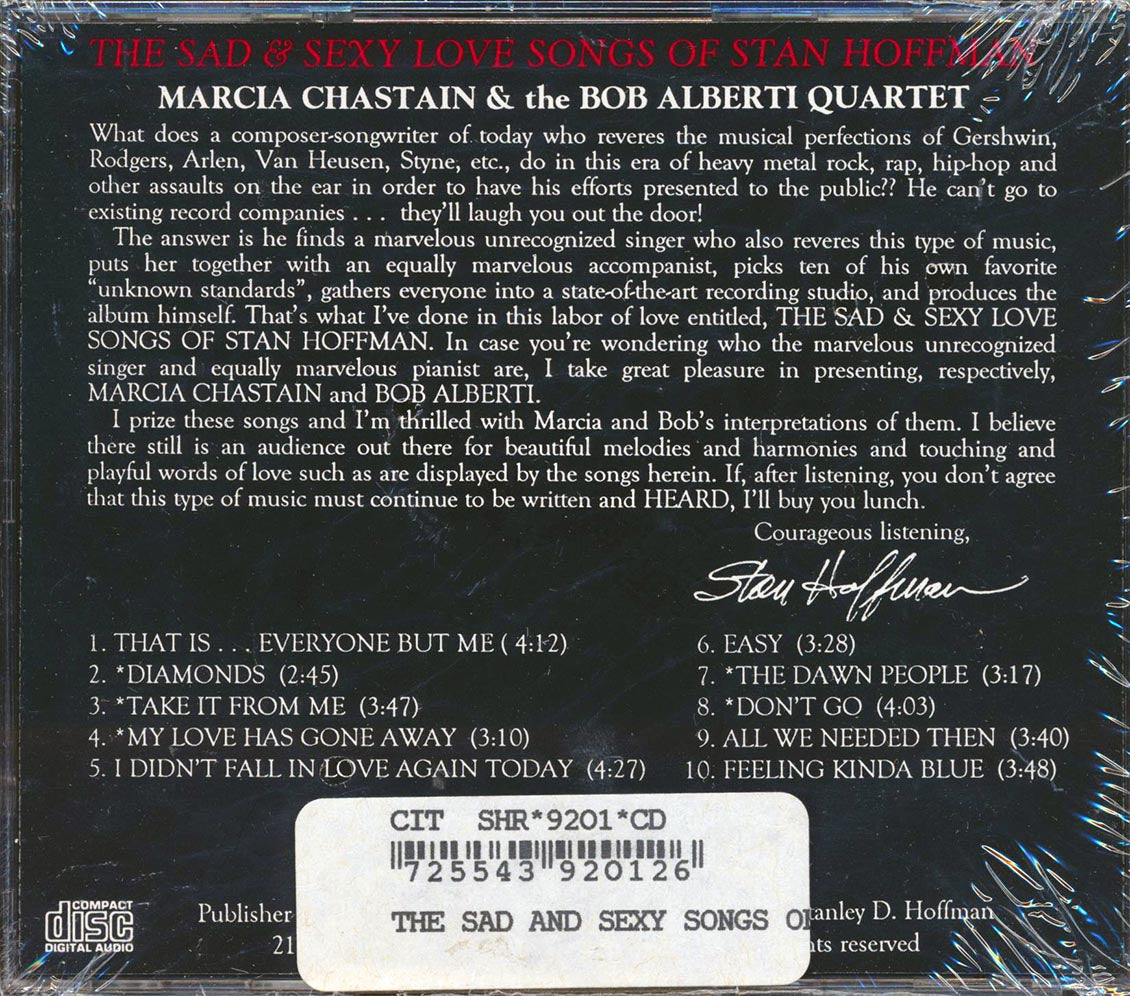 THE SAD & SEXY LOVE SONGS OF STAN HOFFMAN
MARCIA CHASTAIN & the BOB ALBERTI QUARTET
What does a composer-songwriter of today who reveres the musical perfections of Gershwin,
Rodgers, Arlen, Van Heusen, Styne, etc., do in this era of heavy metal rock, rap, hip-hop and
other assaults on the ear in order to have his efforts presented to the public?? He can't go to
existing record companies . . . they'll laugh you out the door!
The answer is he finds a marvelous unrecognized singer who also reveres this type of music,
puts her together with an equally marvelous accompanist, picks ten of his own favorite
“unknown standards”, gathers everyone into a state-of-the-art recording studio, and produces the
album himself. That's what I've done in this labor of love entitled, THE SAD & SEXY LOVE
SONGS OF STAN HOFFMAN. In case you're wondering who the marvelous unrecognized
singer and equally marvelous pianist are, I take great pleasure in presenting, respectively,
MARCIA CHASTAIN and BOB ALBERTI.
I prize these songs and I'm thrilled with Marcia and Bob's interpretations of them. I believe
there still is an audience out there for beautiful melodies and harmonies and touching and
playful words of love such as are displayed by the songs herein. If, after listening, you don't agree
that this type of music must continue to be written and HEARD, I'll buy you lunch.
Courageous listening,
Stan Hoffman
1. THAT IS . . . EVERYONE BUT ME ( 4:12)
2. *DIAMONDS (2:45)
3. *TAKE IT FROM ME (3:47)
4. *MY LOVE HAS GONE AWAY (3:10)
5. I DIDN'T FALL IN LOVE AGAIN TODAY (4:27)
6. EASY (3:28)
7. *THE DAWN PEOPLE (3:17)
8. *DON'T GO (4:03)
9. ALL WE NEEDED THEN (3:40)
10. FEELING KINDA BLUE (3:48)
CIT SHR*9201*CD
725543 920126
THE SAD AND SEXY SONGS O
COMPACT
disc
DIGITAL AUDIO
Publisher
21
tanley D. Hoffman
ts reserved